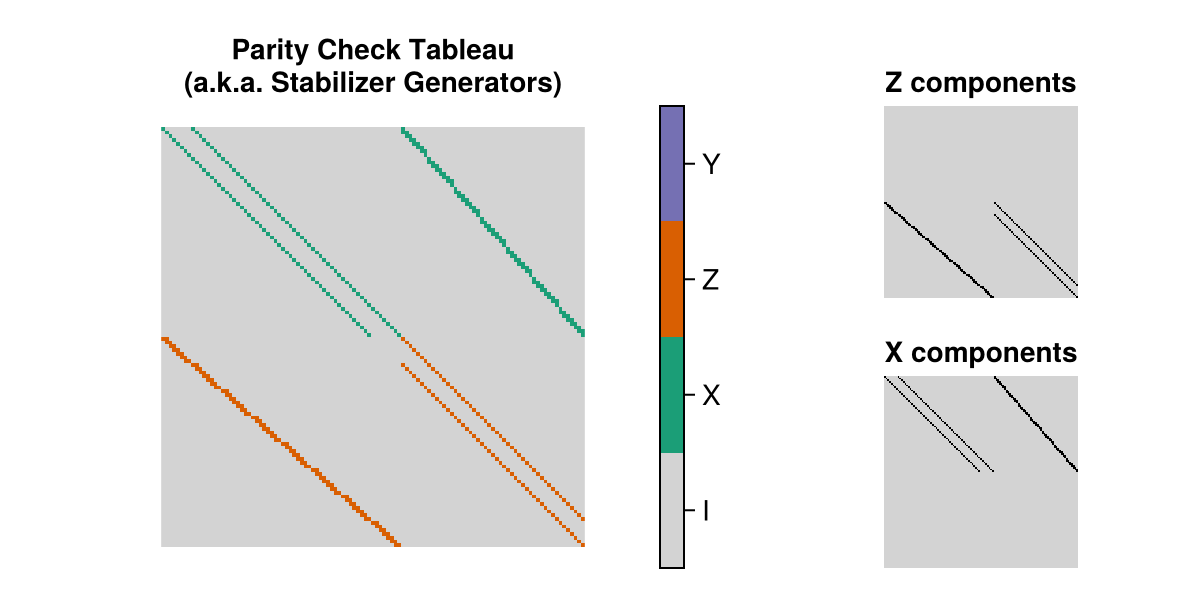 Parity Check Tableau
(a.k.a. Stabilizer Generators)
Y
Z
X
I
Z components
X components